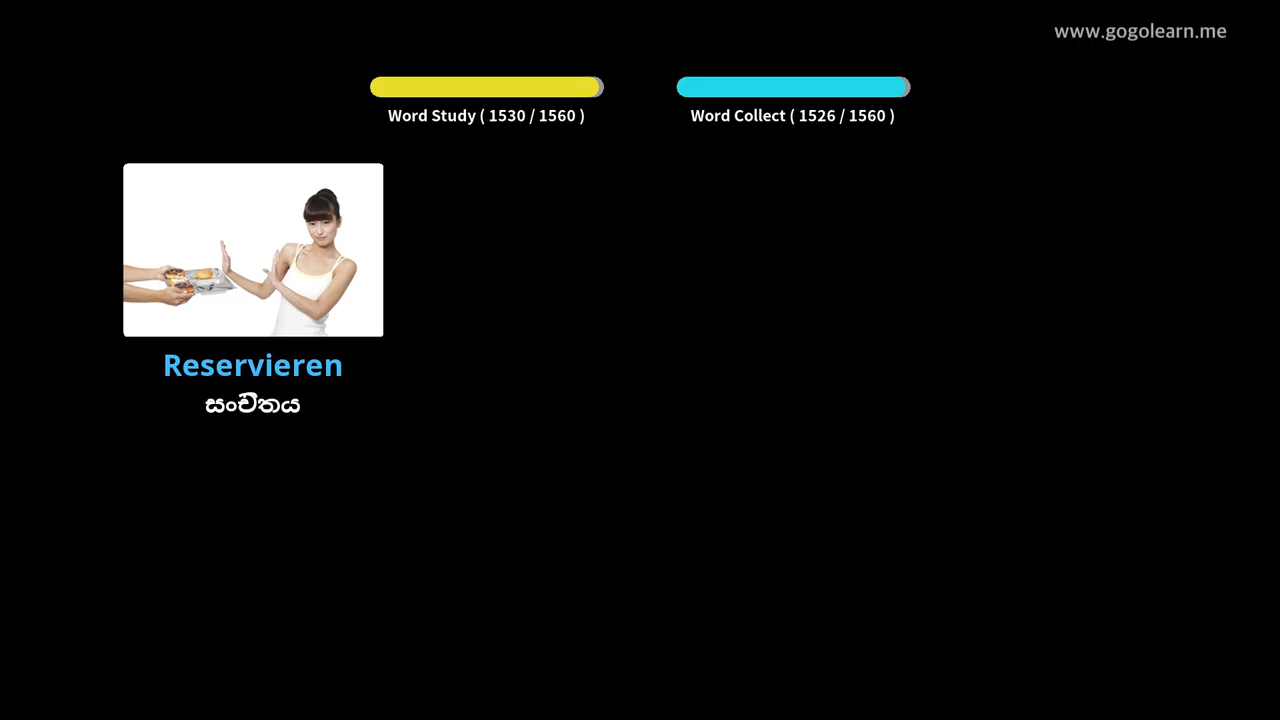 www.gogolearn.me
Word Study ( 1530 / 1560 )
Word Collect ( 1526 / 1560 )
Reservieren
සංචිතය